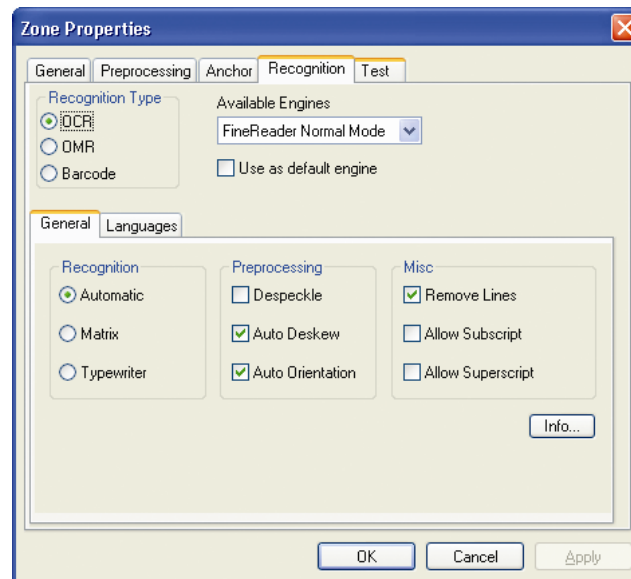 Zone Properties
General Preprocessing Anchor Recognition Test
Recognition Type
OCR
OMR
Barcode
Available Engines
FineReader Normal Mode
Use as default engine
General Languages
Recognition
Automatic
Matrix
Typewriter
Preprocessing
Despeckle
Auto Deskew
Auto Orientation
Misc
Remove Lines
Allow Subscript
Allow Superscript
Info...
OK Cancel Apply